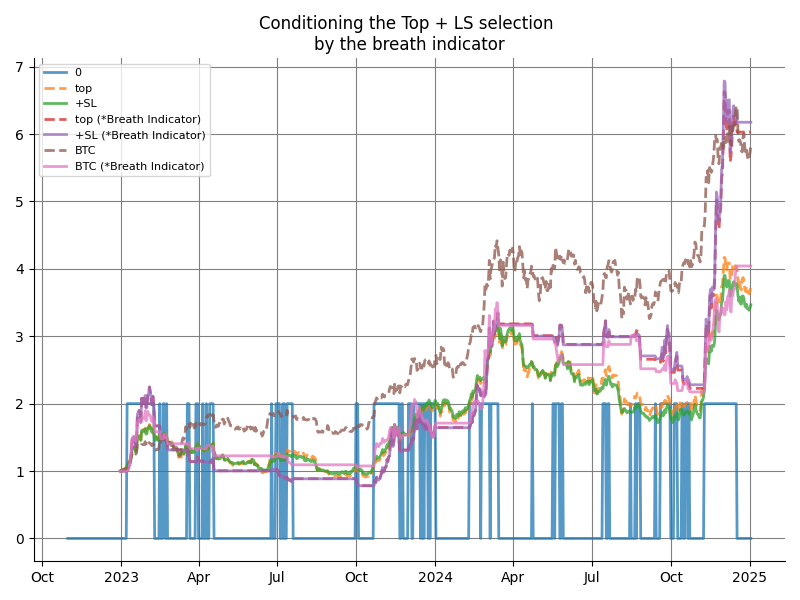 Conditioning the Top + LS selection
by the breath indicator
7
6
5
4
3
2
1
0
0
top
+SL
top (*Breath Indicator)
+SL (*Breath Indicator)
BTC
BTC (*Breath Indicator)
Oct
2023
Apr
Jul
Oct
2024
Apr
Jul
Oct
2025